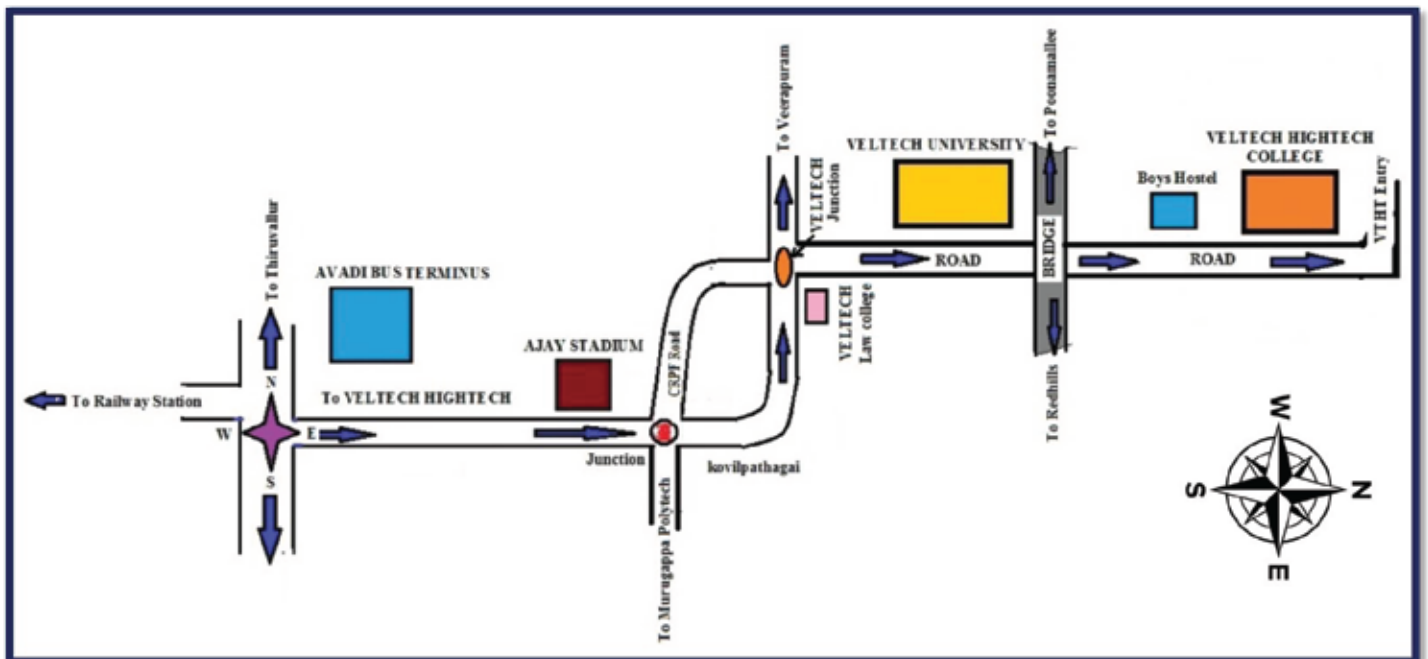 To Veerapuram
To Poonamallee
VELTECH UNIVERSITY
VELTECH HIGHTECH
COLLEGE
Boys Hostel
VELTECH
Junction
VTHT Entry
ROAD
BRIDGE
ROAD
To Thiruvallur
AVADI BUS TERMINUS
AJAY STADIUM
CRPF Road
VELTECH
Law college
To Redhills
To Railway Station
N
W
E
S
To VELTECH HIGHTECH
Junction
kovilpathagai
To Murugappa Polytech
W
S
N
E